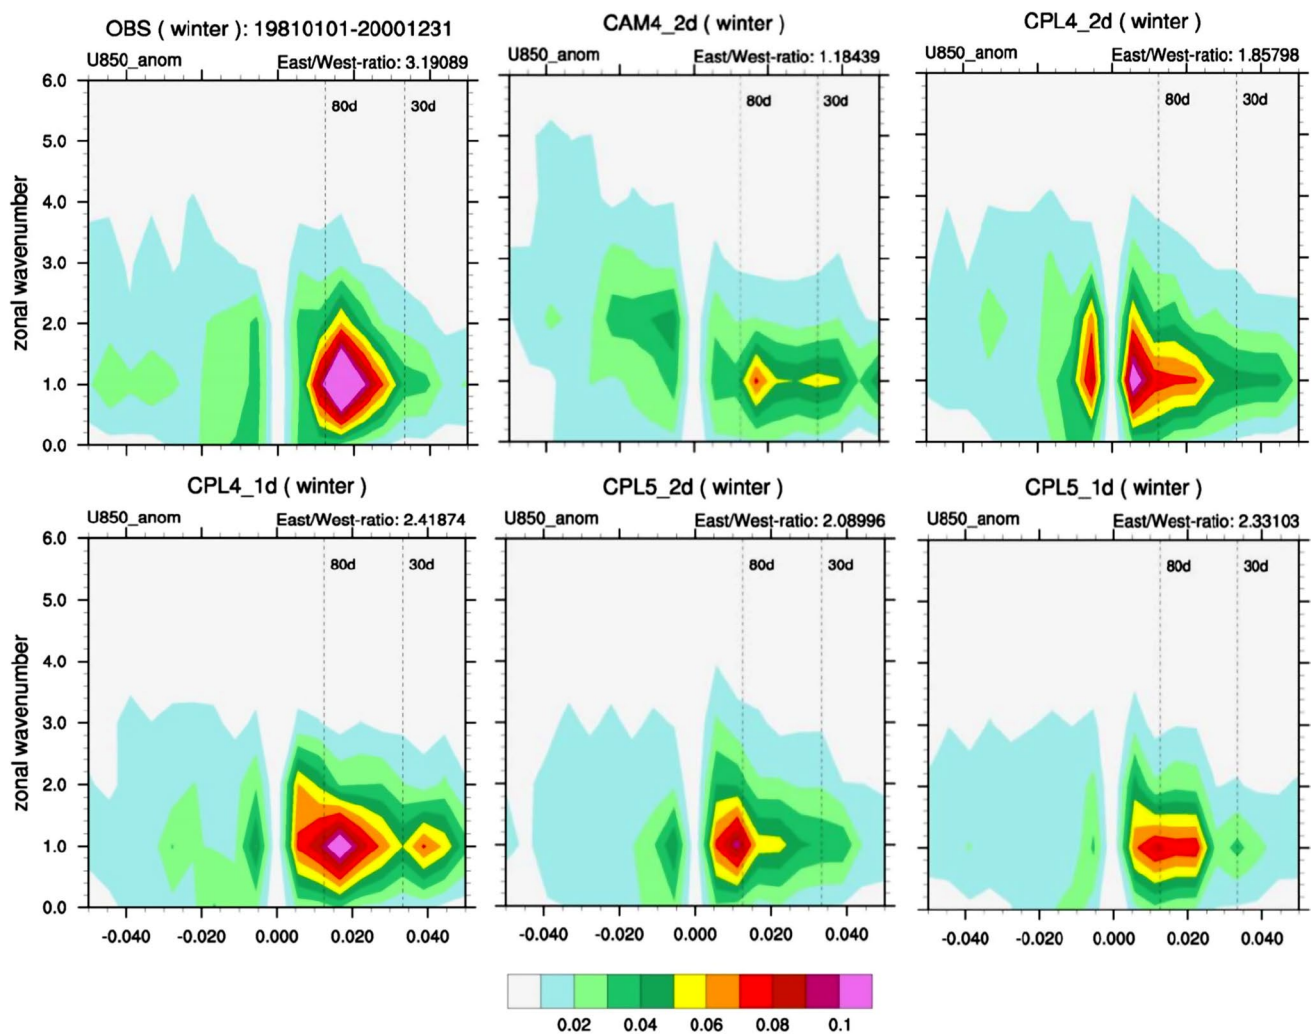 OBS ( winter ): 19810101-20001231
U850_anom East/West-ratio: 3.19089
80d 30d
6.0
5.0
4.0
3.0
2.0
1.0
0.0
zonal wavenumber
CAM4_2d ( winter )
U850_anom East/West-ratio: 1.18439
80d 30d
CPL4_2d ( winter )
U850_anom East/West-ratio: 1.85798
80d 30d
CPL4_1d ( winter )
U850_anom East/West-ratio: 2.41874
80d 30d
6.0
5.0
4.0
3.0
2.0
1.0
0.0
zonal wavenumber
-0.040 -0.020 0.000 0.020 0.040
CPL5_2d ( winter )
U850_anom East/West-ratio: 2.08996
80d 30d
-0.040 -0.020 0.000 0.020 0.040
CPL5_1d ( winter )
U850_anom East/West-ratio: 2.33103
80d 30d
-0.040 -0.020 0.000 0.020 0.040
0.02 0.04 0.06 0.08 0.1